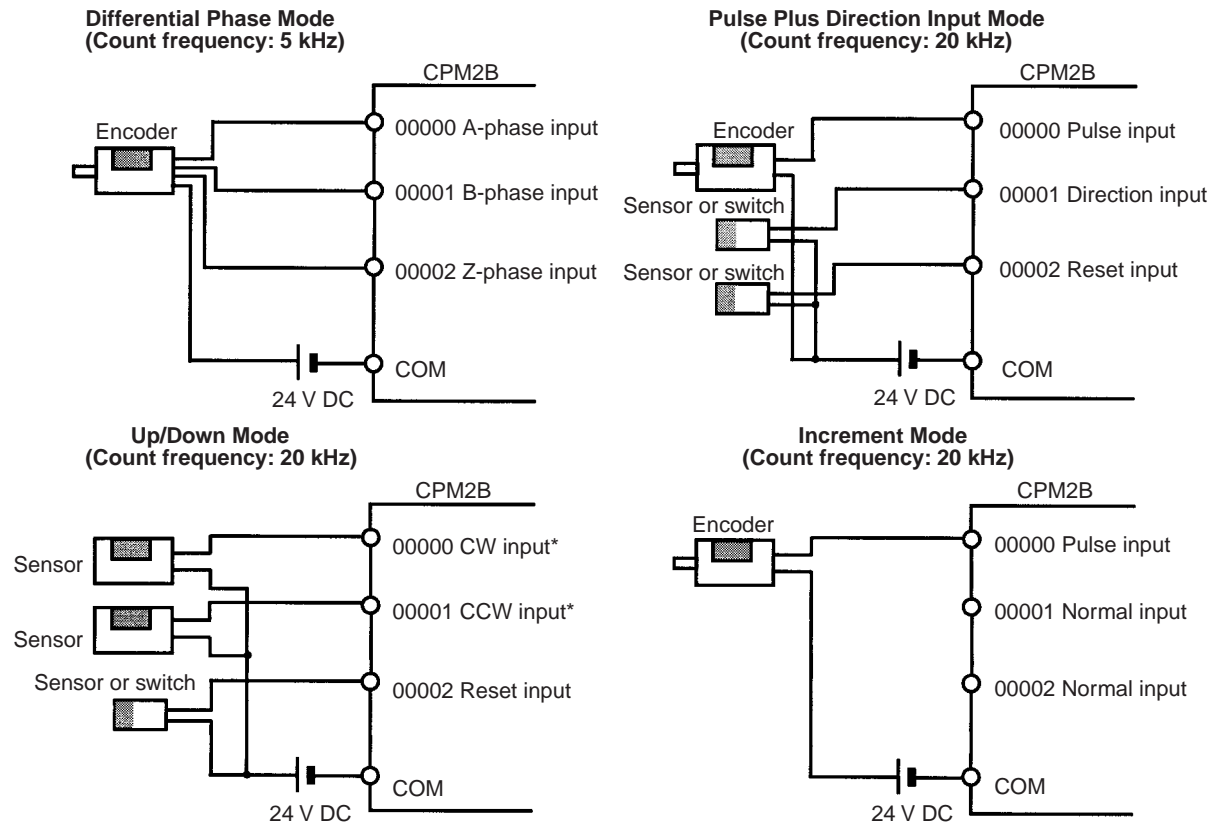 Differential Phase Mode
(Count frequency: 5 kHz)
CPM2B
Encoder
00000 A-phase input
00001 B-phase input
00002 Z-phase input
COM
24 V DC
Pulse Plus Direction Input Mode
(Count frequency: 20 kHz)
CPM2B
Encoder
00000 Pulse input
Sensor or switch
00001 Direction input
Sensor or switch
00002 Reset input
COM
24 V DC
Up/Down Mode
(Count frequency: 20 kHz)
CPM2B
Sensor
00000 CW input*
Sensor
00001 CCW input*
Sensor or switch
00002 Reset input
COM
24 V DC
Increment Mode
(Count frequency: 20 kHz)
CPM2B
Encoder
00000 Pulse input
00001 Normal input
00002 Normal input
COM
24 V DC